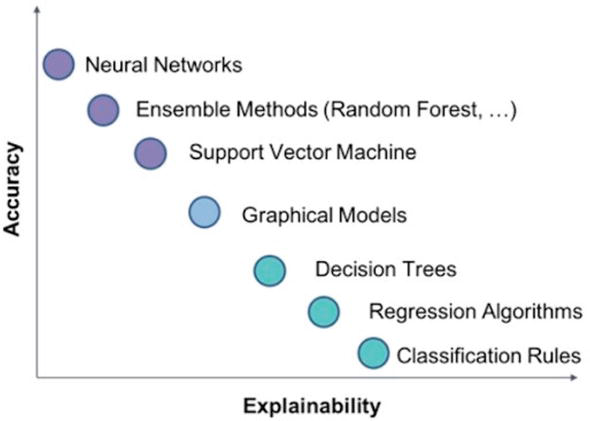 Neural Networks
Ensemble Methods (Random Forest, …)
Support Vector Machine
Graphical Models
Decision Trees
Regression Algorithms
Classification Rules
Accuracy
Explainability